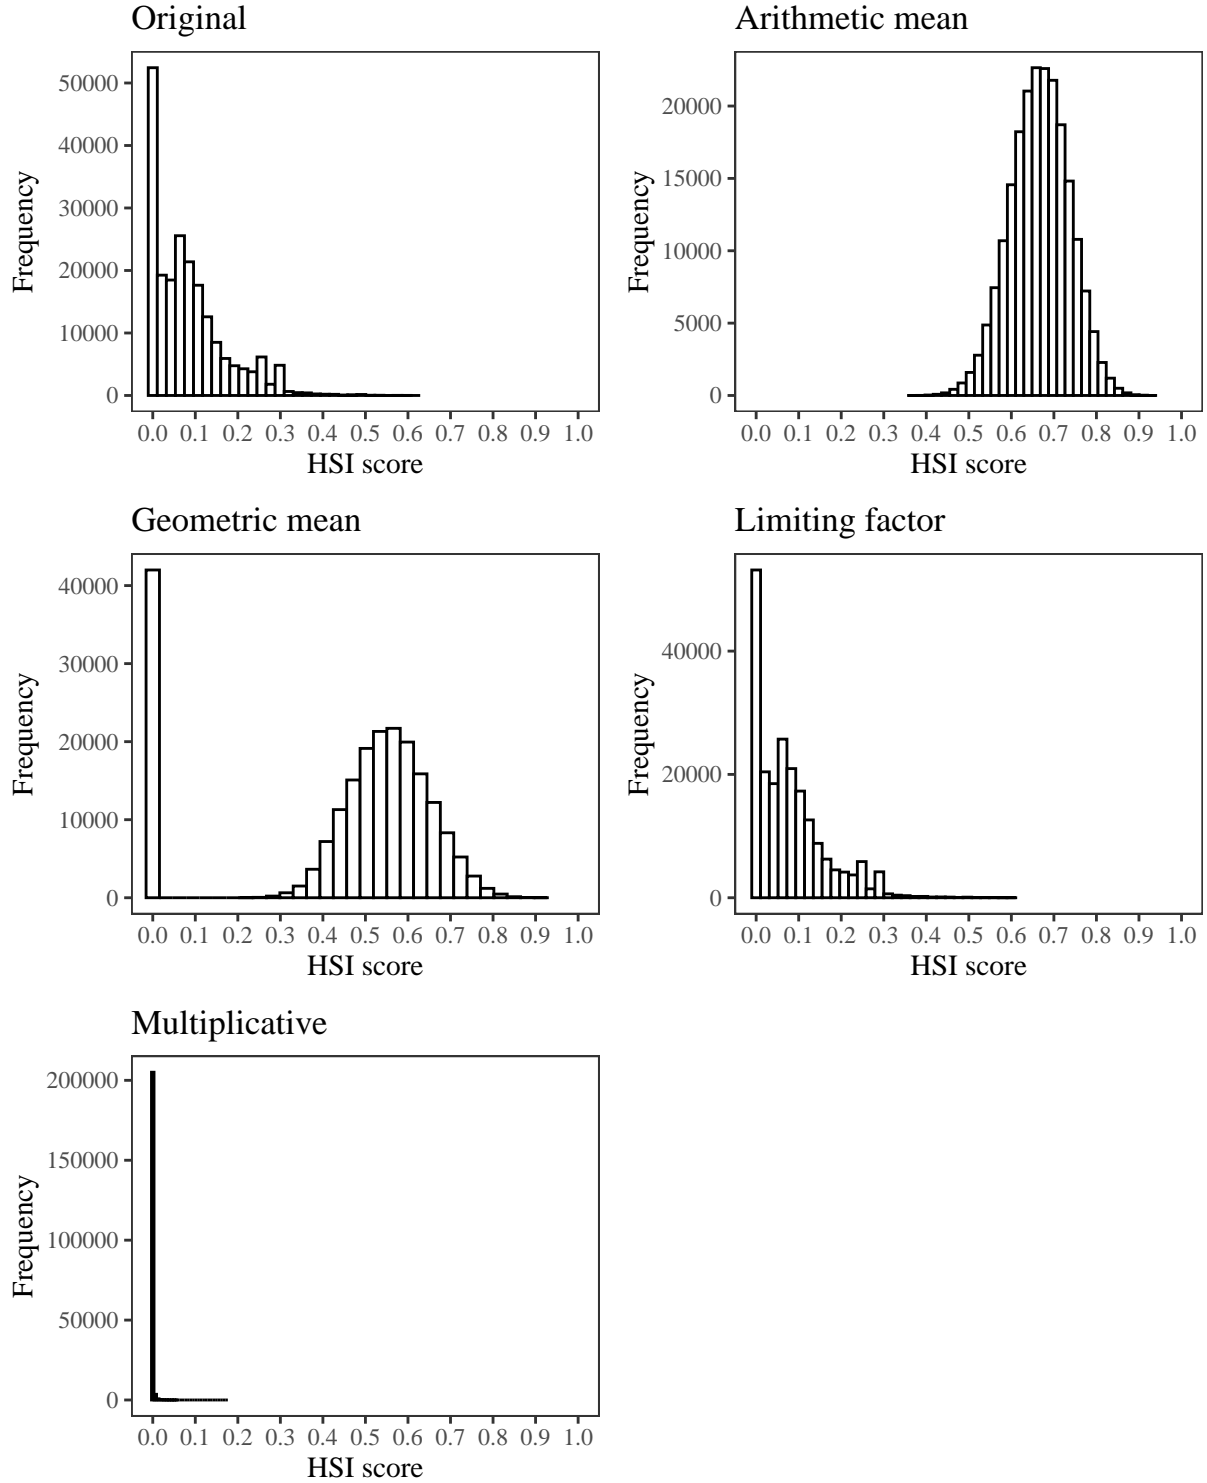 Original
Frequency
50000
40000
30000
20000
10000
0
0.0 0.1 0.2 0.3 0.4 0.5 0.6 0.7 0.8 0.9 1.0
HSI score
Arithmetic mean
Frequency
20000
15000
10000
5000
0
0.0 0.1 0.2 0.3 0.4 0.5 0.6 0.7 0.8 0.9 1.0
HSI score
Geometric mean
Frequency
40000
30000
20000
10000
0
0.0 0.1 0.2 0.3 0.4 0.5 0.6 0.7 0.8 0.9 1.0
HSI score
Limiting factor
Frequency
40000
20000
0
0.0 0.1 0.2 0.3 0.4 0.5 0.6 0.7 0.8 0.9 1.0
HSI score
Multiplicative
Frequency
200000
150000
100000
50000
0
0.0 0.1 0.2 0.3 0.4 0.5 0.6 0.7 0.8 0.9 1.0
HSI score